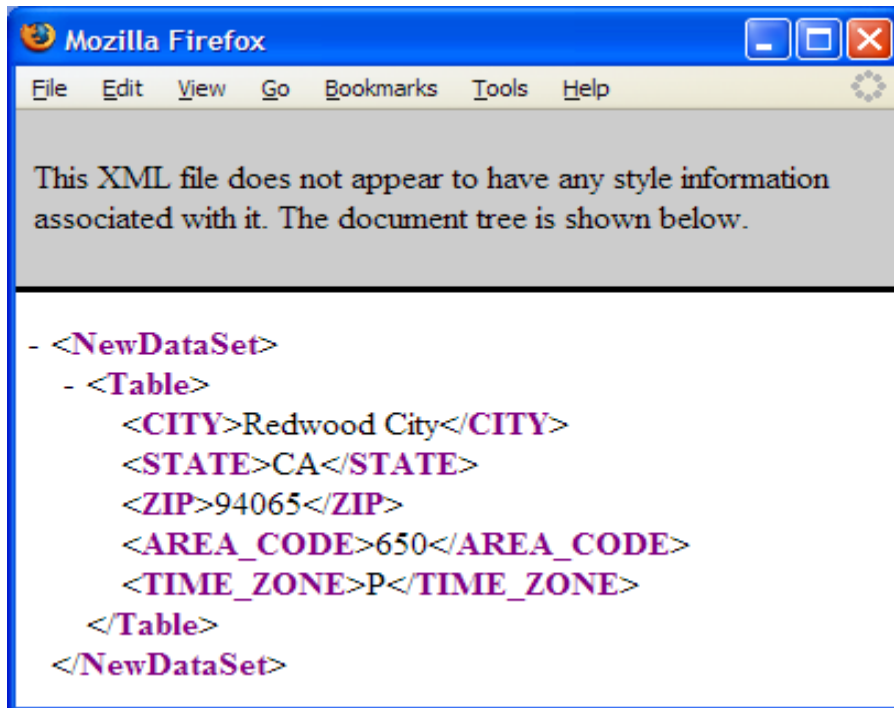 Mozilla Firefox
File Edit View Go Bookmarks Tools Help
This XML file does not appear to have any style information
associated with it. The document tree is shown below.
- <NewDataSet>
- <Table>
<CITY>Redwood City</CITY>
<STATE>CA</STATE>
<ZIP>94065</ZIP>
<AREA_CODE>650</AREA_CODE>
<TIME_ZONE>P</TIME_ZONE>
</Table>
</NewDataSet>